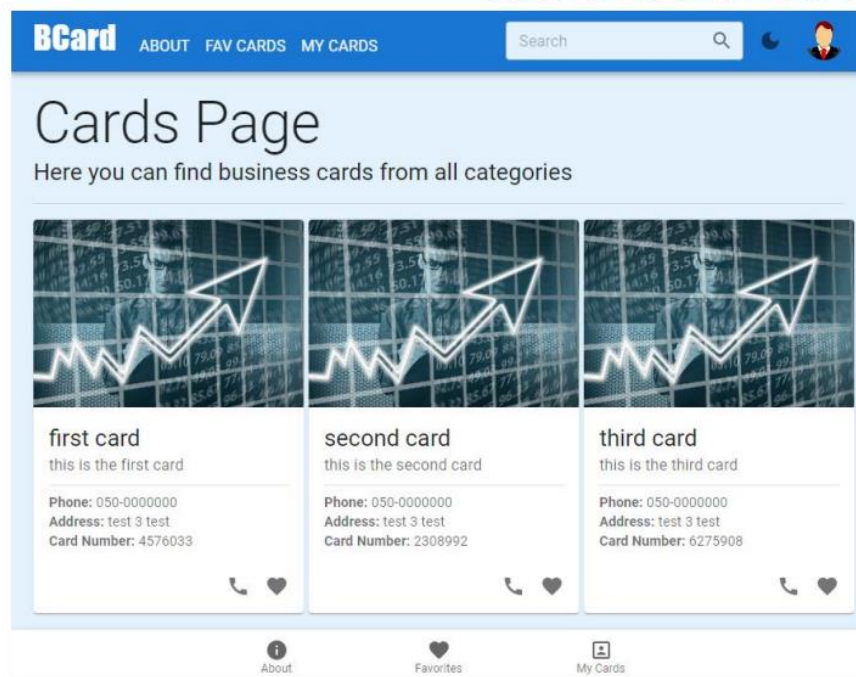 BCard ABOUT FAV CARDS MY CARDS Search
Cards Page
Here you can find business cards from all categories
first card
this is the first card
Phone: 050-0000000
Address: test 3 test
Card Number: 4576033
second card
this is the second card
Phone: 050-0000000
Address: test 3 test
Card Number: 2308992
third card
this is the third card
Phone: 050-0000000
Address: test 3 test
Card Number: 6275908
About
Favorites
My Cards